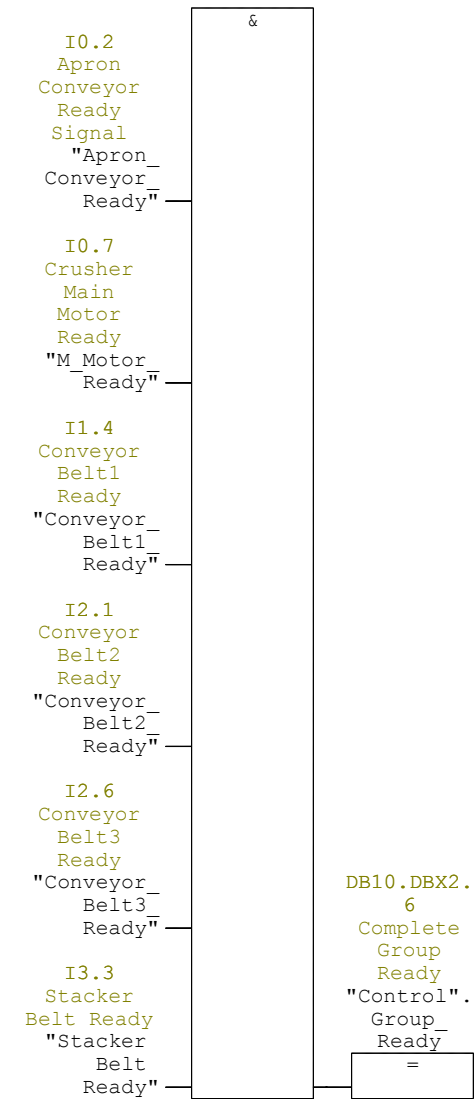 &
I0.2
Apron
Conveyor
Ready
Signal
"Apron_
Conveyor_
Ready"
I0.7
Crusher
Main
Motor
Ready
"M_Motor_
Ready"
I1.4
Conveyor
Belt1
Ready
"Conveyor_
Belt1_
Ready"
I2.1
Conveyor
Belt2
Ready
"Conveyor_
Belt2_
Ready"
I2.6
Conveyor
Belt3
Ready
"Conveyor_
Belt3_
Ready"
I3.3
Stacker
Belt Ready
"Stacker
Belt
Ready"
DB10.DBX2.
6
Complete
Group
Ready
"Control".
Group_
Ready
=